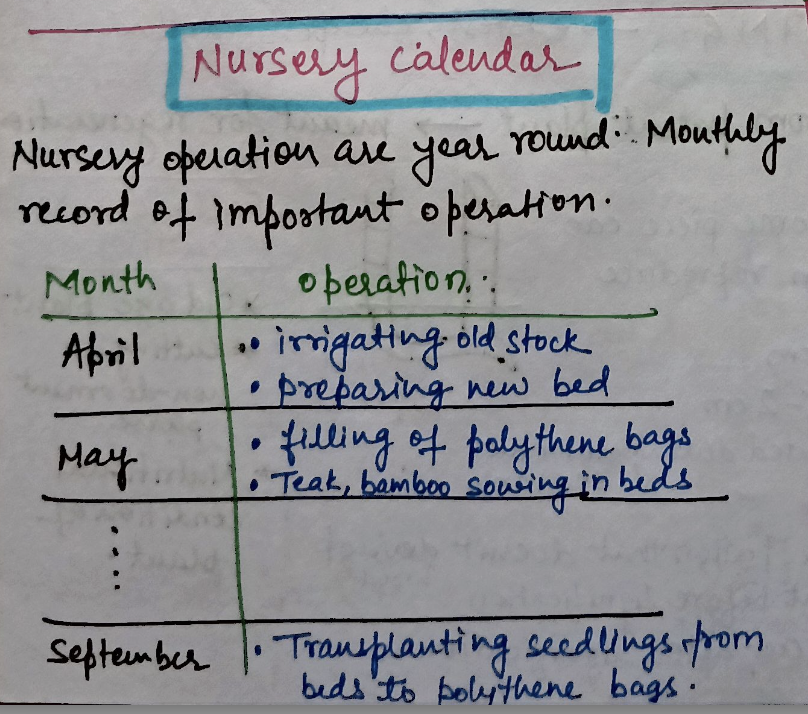 Nursery calendar
Nursery operation are year round. Monthly
record of important operation.
Month operation.
April • irrigating old stock
• preparing new bed
May • filling of polythene bags
• Teak, bamboo sowing in beds
September • Transplanting seedlings from
beds to polythene bags.